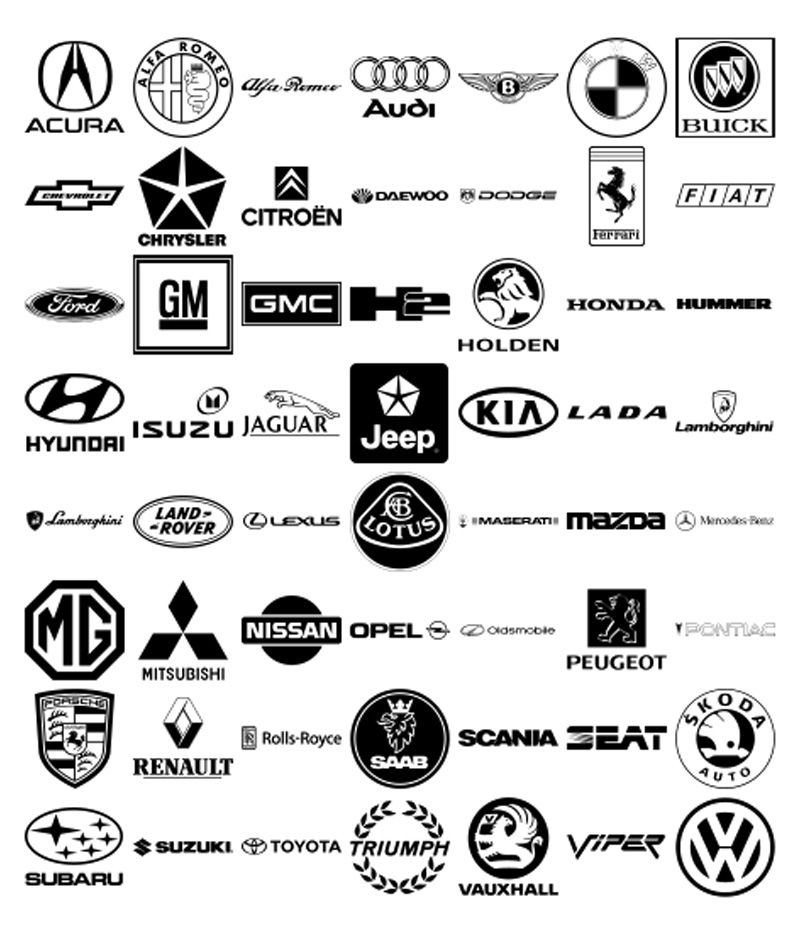 ACURA
ALFA ROMEO
Alfa Romeo
Audi
B
BMW
BUICK
CHEVROLET
CHRYSLER
CITROËN
DAEWOO
DODGE
Ferrari
FIAT
Ford
GM
GMC
H2
HOLDEN
HONDA
HUMMER
HYUNDAI
ISUZU
JAGUAR
Jeep
KIA
LADA
Lamborghini
Lamborghini
LAND ROVER
LEXUS
LOTUS
MASERATI
mazda
Mercedes-Benz
MG
MITSUBISHI
NISSAN
OPEL
Oldsmobile
PEUGEOT
PONTIAC
PORSCHE
RENAULT
RR Rolls-Royce
SAAB
SCANIA
SEAT
ŠKODA AUTO
SUBARU
SUZUKI
TOYOTA
TRIUMPH
VAUXHALL
VIPER
VW